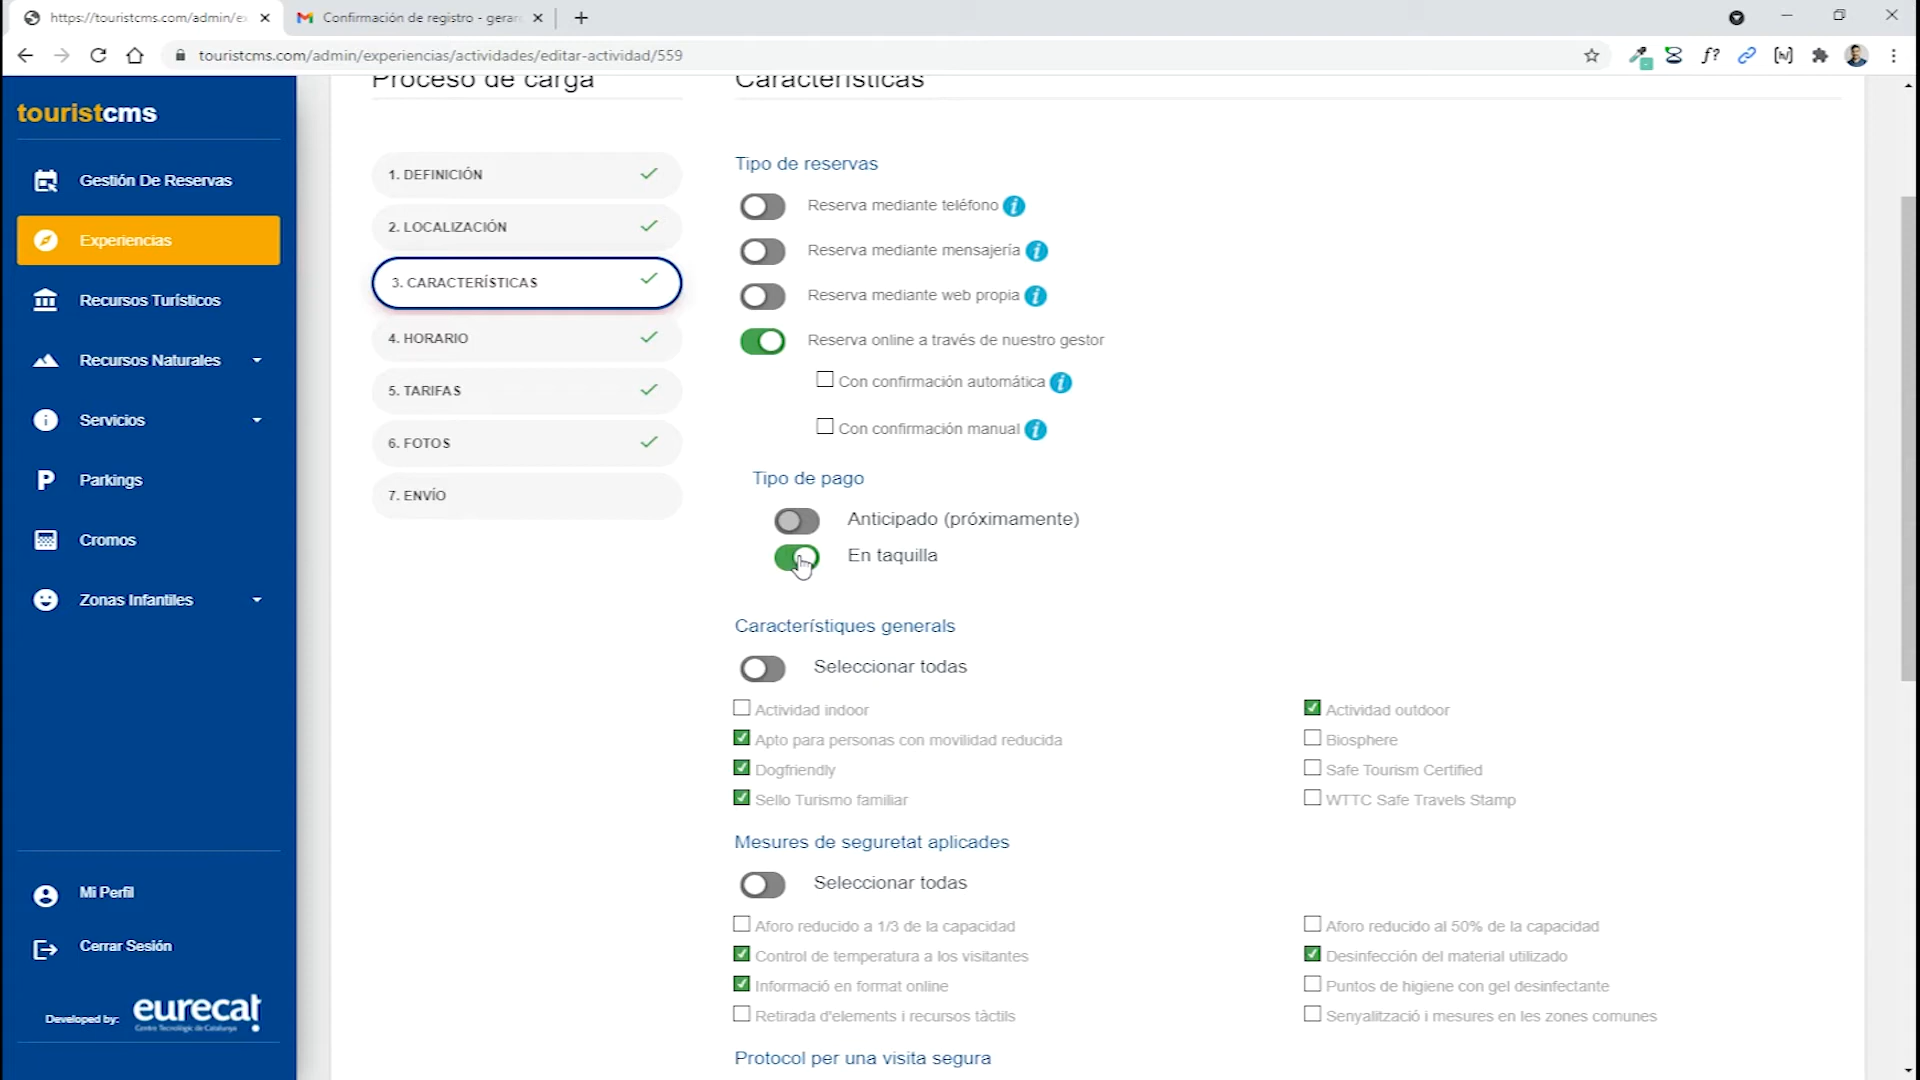 https://touristcms.com/admin/ex
Confirmación de registro - gerar
touristcms.com/admin/experiencias/actividades/editar-actividad/559
f?
touristcms
Gestión De Reservas
Experiencias
Recursos Turísticos
Recursos Naturales
Servicios
Parkings
Cromos
Zonas Infantiles
Mi Perfil
Cerrar Sesión
Developed by:
eurecat
Centre Tecnològic de Catalunya
Proceso de carga
1. DEFINICIÓN
2. LOCALIZACIÓN
3. CARACTERÍSTICAS
4. HORARIO
5. TARIFAS
6. FOTOS
7. ENVÍO
Características
Tipo de reservas
Reserva mediante teléfono
Reserva mediante mensajería
Reserva mediante web propia
Reserva online a través de nuestro gestor
Con confirmación automática
Con confirmación manual
Tipo de pago
Anticipado (próximamente)
En taquilla
Característiques generals
Seleccionar todas
Actividad indoor
Actividad outdoor
Apto para personas con movilidad reducida
Biosphere
Dogfriendly
Safe Tourism Certified
Sello Turismo familiar
WTTC Safe Travels Stamp
Mesures de seguretat aplicades
Seleccionar todas
Aforo reducido a 1/3 de la capacidad
Aforo reducido al 50% de la capacidad
Control de temperatura a los visitantes
Desinfección del material utilizado
Informació en format online
Puntos de higiene con gel desinfectante
Retirada d'elements i recursos tàctils
Senyalització i mesures en les zones comunes
Protocol per una visita segura